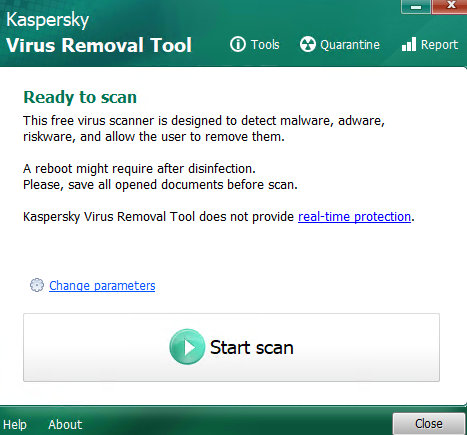 Kaspersky
Virus Removal Tool
Tools
Quarantine
Report
Ready to scan
This free virus scanner is designed to detect malware, adware,
riskware, and allow the user to remove them.
A reboot might require after disinfection.
Please, save all opened documents before scan.
Kaspersky Virus Removal Tool does not provide real-time protection.
Change parameters
Start scan
Help
About
Close